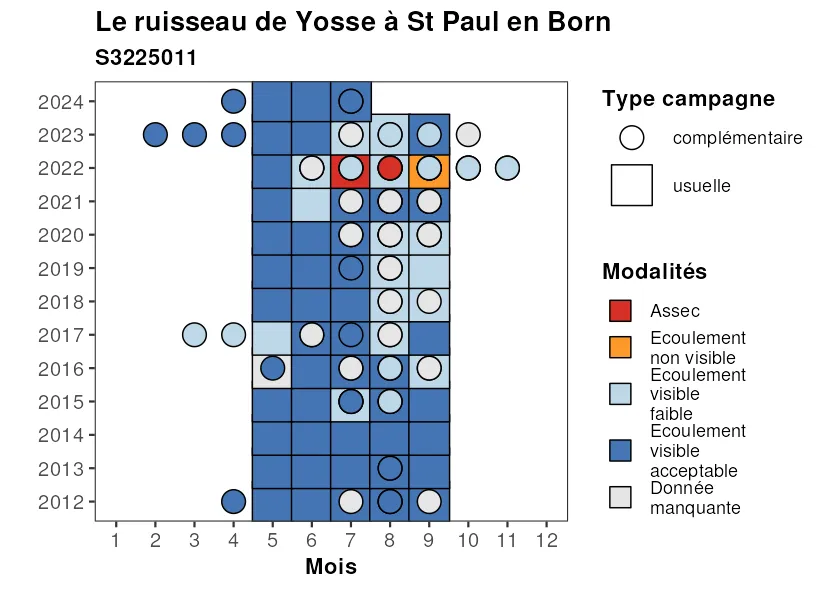 Le ruisseau de Yosse à St Paul en Born
S3225011
2024
2023
2022
2021
2020
2019
2018
2017
2016
2015
2014
2013
2012
1 2 3 4 5 6 7 8 9 10 11 12
Mois
Type campagne
complémentaire
usuelle
Modalités
Assec
Ecoulement
non visible
Ecoulement
visible
faible
Ecoulement
visible
acceptable
Donnée
manquante